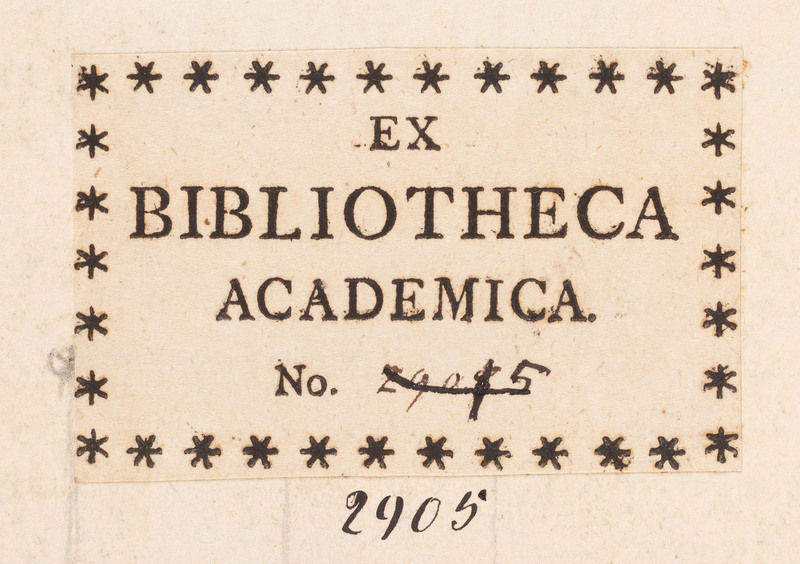 EX
BIBLIOTHECA
ACADEMICA.
No.
2905